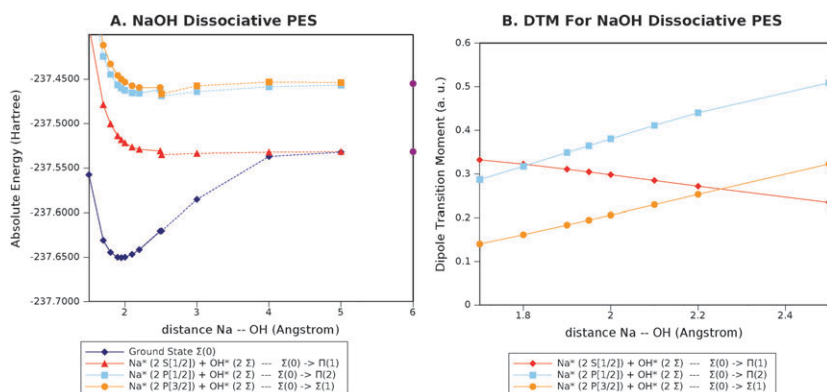 A. NaOH Dissociative PES
B. DTM For NaOH Dissociative PES
Absolute Energy (Hartree)
-237.4500
-237.5000
-237.5500
-237.6000
-237.6500
-237.7000
2
3
4
5
6
distance Na -- OH (Angstrom)
Ground State Σ(0)
Na* (2 S[1/2]) + OH* (2 Σ) --- Σ(0) -> Π(1)
Na* (2 P[1/2]) + OH* (2 Σ) --- Σ(0) -> Π(2)
Na* (2 P[3/2]) + OH* (2 Σ) --- Σ(0) -> Σ(1)
Dipole Transition Moment (a. u.)
0.6
0.5
0.4
0.3
0.2
0.1
0
1.8
2
2.2
2.4
distance Na -- OH (Angstrom)
Na* (2 S[1/2]) + OH* (2 Σ) --- Σ(0) -> Π(1)
Na* (2 P[1/2]) + OH* (2 Σ) --- Σ(0) -> Π(2)
Na* (2 P[3/2]) + OH* (2 Σ) --- Σ(0) -> Σ(1)